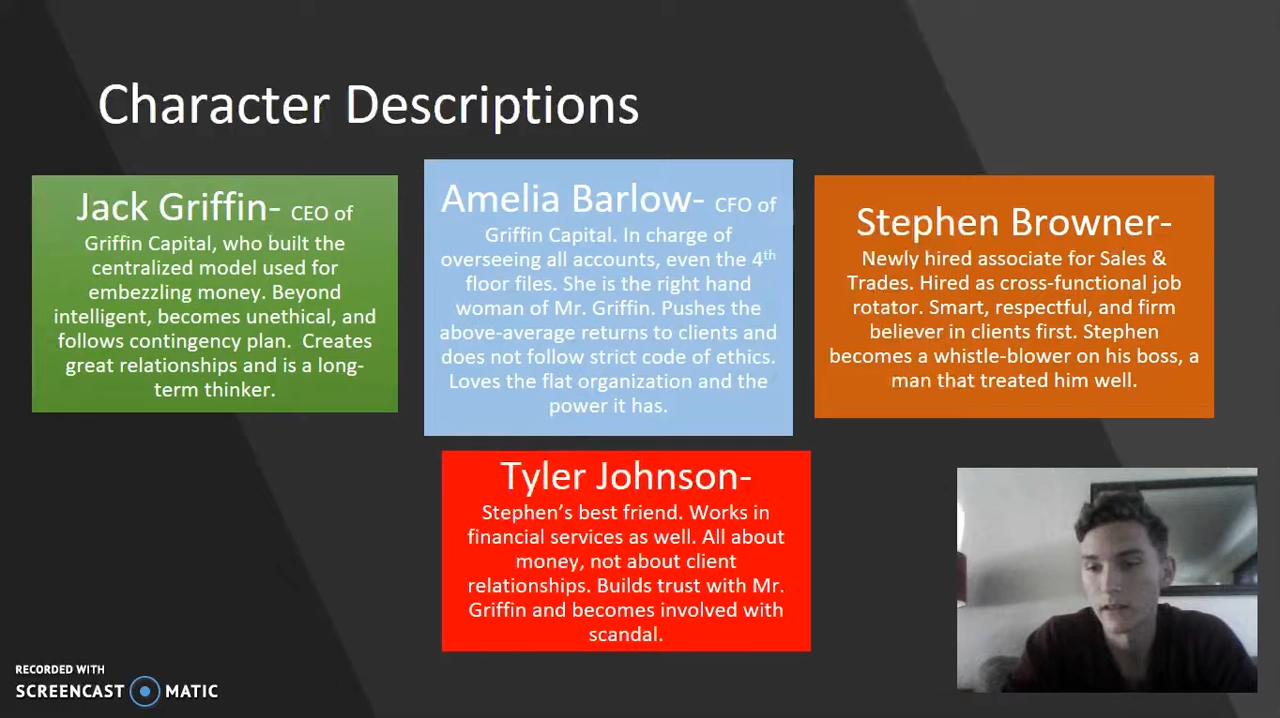 Character Descriptions
Jack Griffin- CEO of
Griffin Capital, who built the
centralized model used for
embezzling money. Beyond
intelligent, becomes unethical, and
follows contingency plan. Creates
great relationships and is a long-
term thinker.
Amelia Barlow- CFO of
Griffin Capital. In charge of
overseeing all accounts, even the 4th
floor files. She is the right hand
woman of Mr. Griffin. Pushes the
above-average returns to clients and
does not follow strict code of ethics.
Loves the flat organization and the
power it has.
Stephen Browner-
Newly hired associate for Sales &
Trades. Hired as cross-functional job
rotator. Smart, respectful, and firm
believer in clients first. Stephen
becomes a whistle-blower on his boss, a
man that treated him well.
Tyler Johnson-
Stephen's best friend. Works in
financial services as well. All about
money, not about client
relationships. Builds trust with Mr.
Griffin and becomes involved with
scandal.
RECORDED WITH
SCREENCAST MATIC